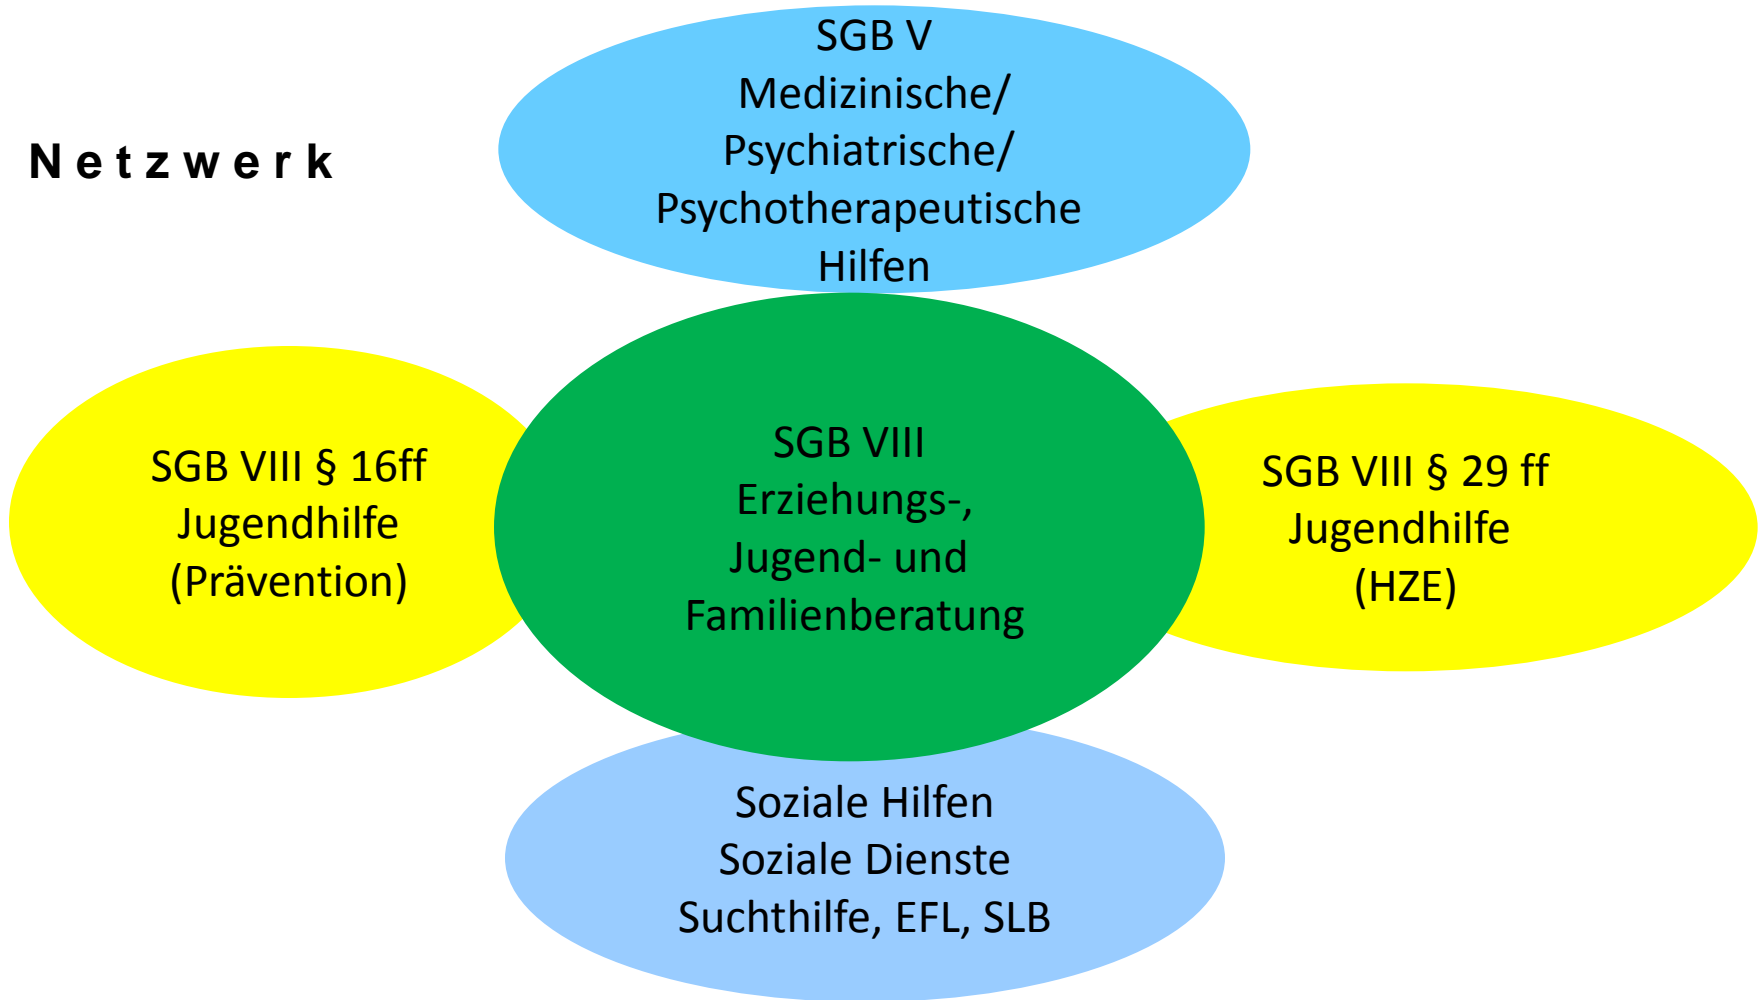 Netzwerk
SGB V
Medizinische/
Psychiatrische/
Psychotherapeutische
Hilfen
SGB VIII § 16ff
Jugendhilfe
(Prävention)
SGB VIII
Erziehungs-,
Jugend- und
Familienberatung
SGB VIII § 29 ff
Jugendhilfe
(HZE)
Soziale Hilfen
Soziale Dienste
Suchthilfe, EFL, SLB